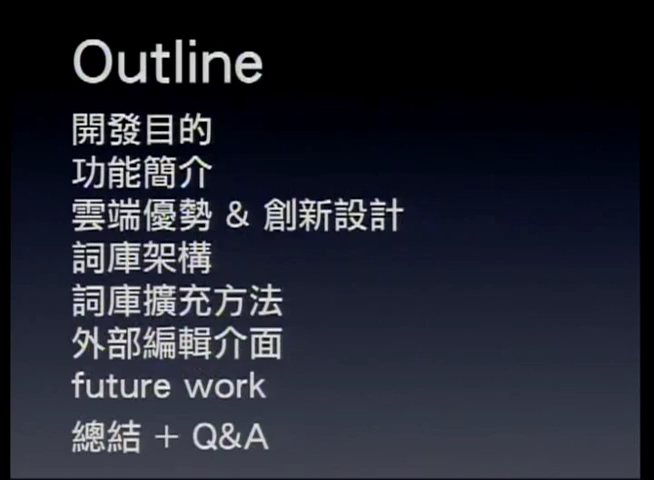 Outline
開發目的
功能簡介
雲端優勢 & 創新設計
詞庫架構
詞庫擴充方法
外部編輯介面
future work
總結 + Q&A